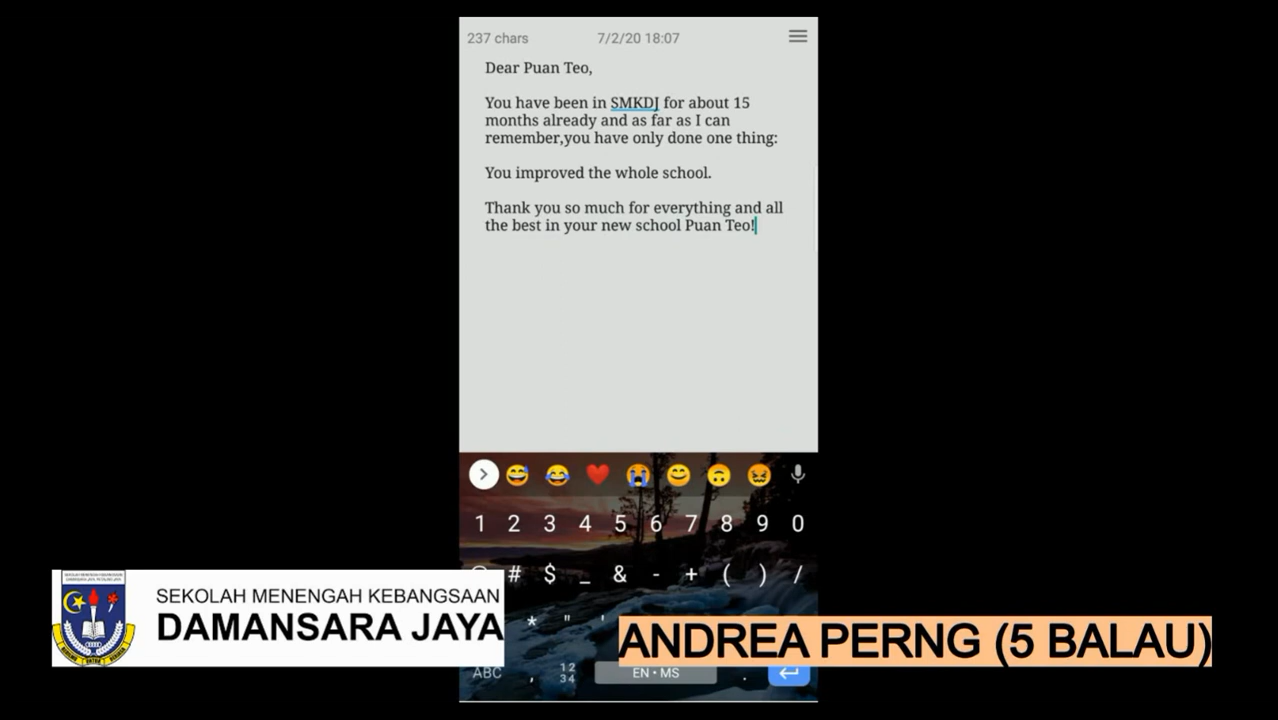 237 chars 7/2/20 18:07
Dear Puan Teo,
You have been in SMKDJ for about 15
months already and as far as I can
remember,you have only done one thing:
You improved the whole school.
Thank you so much for everything and all
the best in your new school Puan Teo!
1 2 3 4 5 6 7 8 9 0
# $ _ & - + ( ) /
* " '
ABC , 12 34 EN • MS .
SEKOLAH MENENGAH KEBANGSAAN
DAMANSARA JAYA
ANDREA PERNG (5 BALAU)